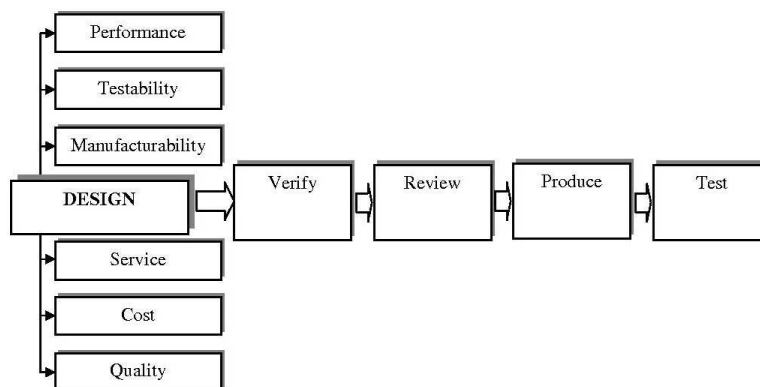 Performance
Testability
Manufacturability
DESIGN
Verify
Review
Produce
Test
Service
Cost
Quality